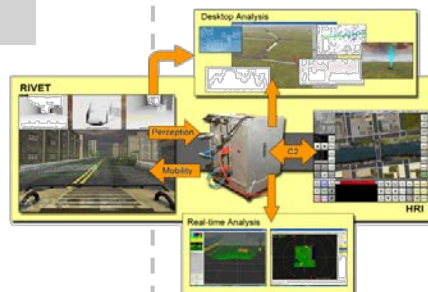 Desktop Analysis
RIVET
Perception
Mobility
C2
HRI
Real-time Analysis